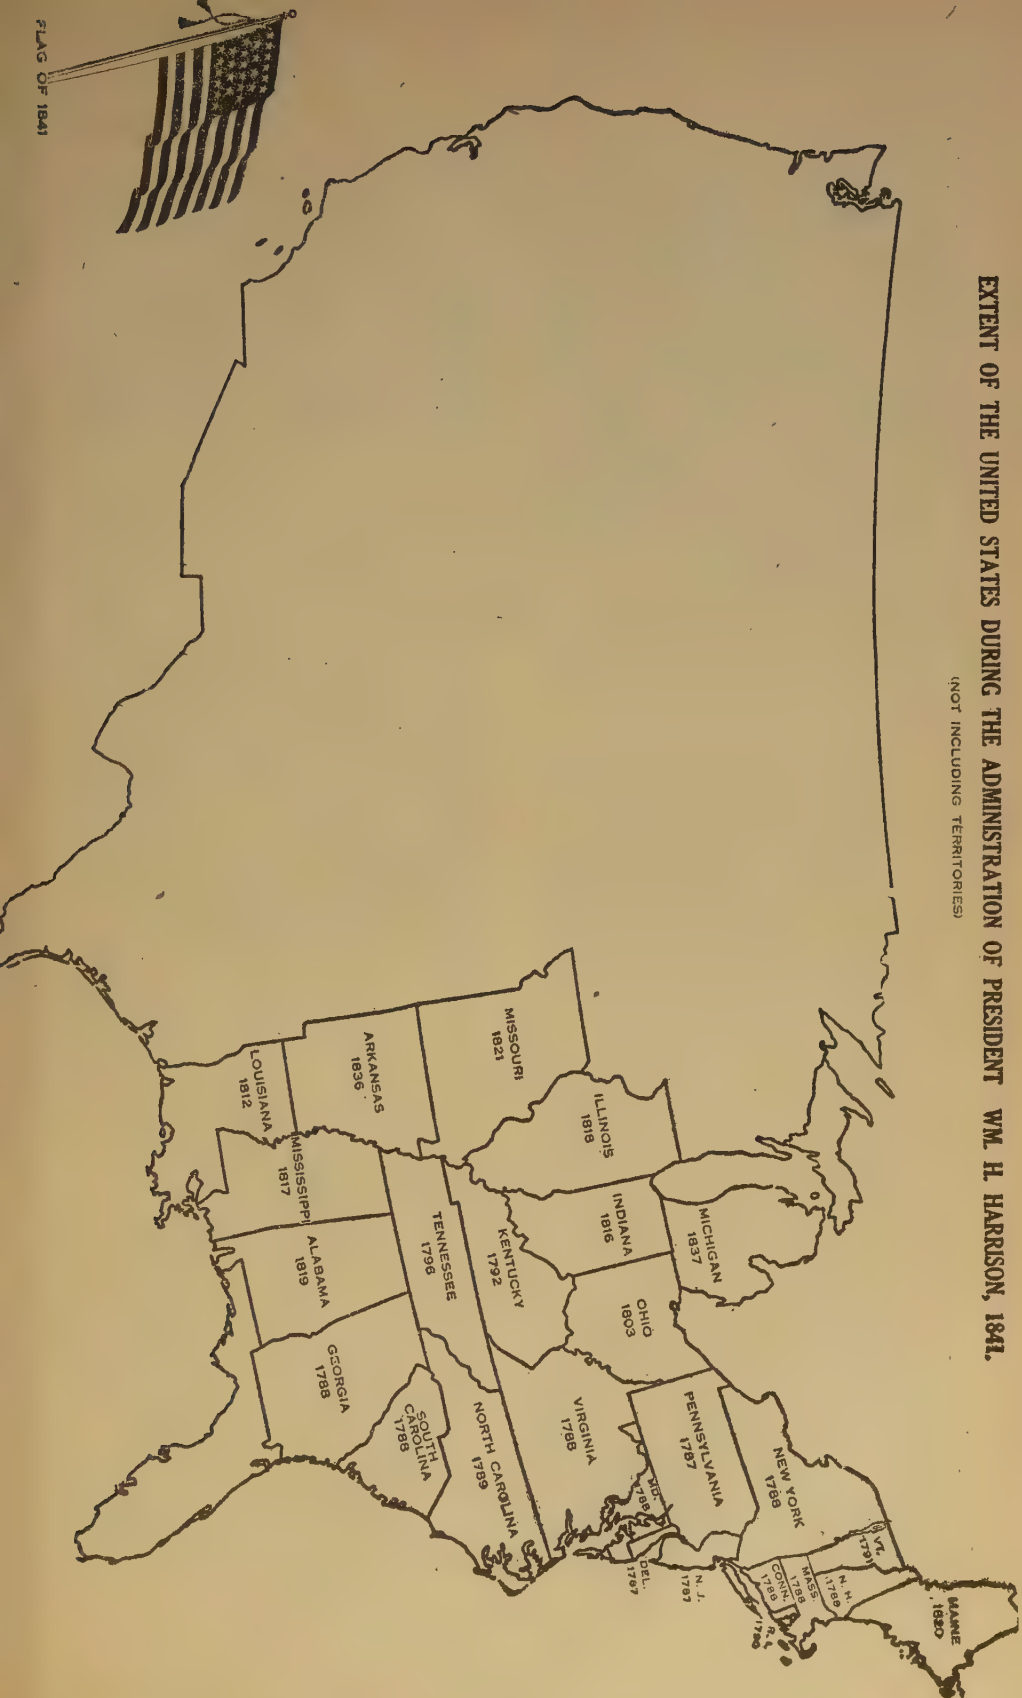 EXTENT OF THE UNITED STATES DURING THE ADMINISTRATION OF PRESIDENT WM. H. HARRISON, 1841.
(NOT INCLUDING TERRITORIES)
MAINE
1820
VT.
1791
N. H.
1788
MASS.
1788
CONN.
1788
R. I.
1790
NEW YORK
1788
N. J.
1787
PENNSYLVANIA
1787
DEL.
1787
MD.
1788
MICHIGAN
1837
OHIO
1803
INDIANA
1816
ILLINOIS
1818
VIRGINIA
1788
KENTUCKY
1792
MISSOURI
1821
NORTH CAROLINA
1789
TENNESSEE
1796
ARKANSAS
1836
SOUTH
CAROLINA
1788
GEORGIA
1788
ALABAMA
1819
MISSISSIPPI
1817
LOUISIANA
1812
FLAG OF 1841